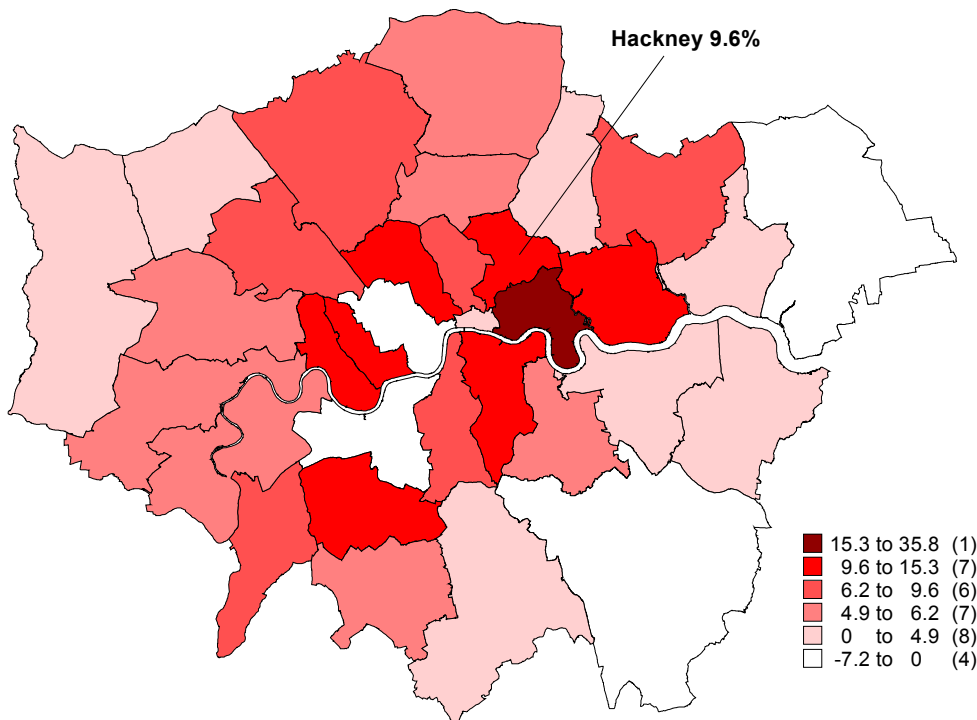 Hackney 9.6%
15.3 to 35.8 (1)
9.6 to 15.3 (7)
6.2 to 9.6 (6)
4.9 to 6.2 (7)
0 to 4.9 (8)
-7.2 to 0 (4)